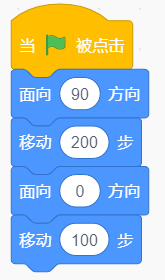 当 被点击
面向 90 方向
移动 200 步
面向 0 方向
移动 100 步